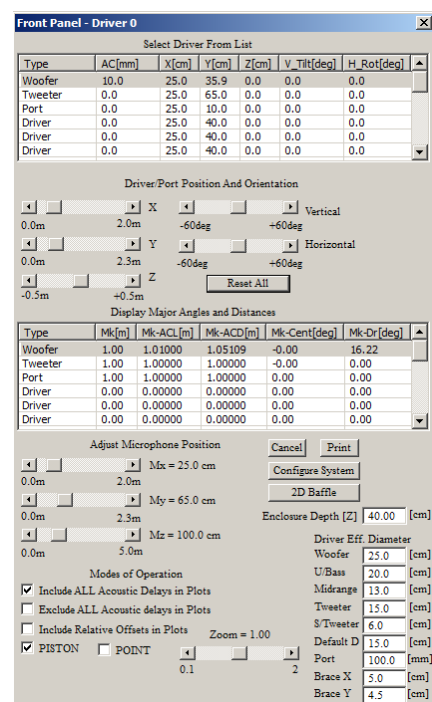 Front Panel - Driver 0
Select Driver From List
Type AC[mm] X[cm] Y[cm] Z[cm] V_Tilt[deg] H_Rot[deg]
Woofer 10.0 25.0 35.9 0.0 0.0 0.0
Tweeter 0.0 25.0 65.0 0.0 0.0 0.0
Port 0.0 25.0 10.0 0.0 0.0 0.0
Driver 0.0 25.0 40.0 0.0 0.0 0.0
Driver 0.0 25.0 40.0 0.0 0.0 0.0
Driver 0.0 25.0 40.0 0.0 0.0 0.0
Driver/Port Position And Orientation
X Vertical
0.0m 2.0m -60deg +60deg
Y Horizontal
0.0m 2.3m -60deg +60deg
Z Reset All
-0.5m +0.5m
Display Major Angles and Distances
Type Mk[m] Mk-ACL[m] Mk-ACD[m] Mk-Cent[deg] Mk-Dr[deg]
Woofer 1.00 1.01000 1.05109 -0.00 16.22
Tweeter 1.00 1.00000 1.00000 -0.00 0.00
Port 1.00 1.00000 1.00000 0.00 0.00
Driver 0.00 0.00000 0.00000 0.00 0.00
Driver 0.00 0.00000 0.00000 0.00 0.00
Driver 0.00 0.00000 0.00000 0.00 0.00
Adjust Microphone Position Cancel Print
Mx = 25.0 cm Configure System
0.0m 2.0m
My = 65.0 cm 2D Baffle
0.0m 2.3m Enclosure Depth [Z] 40.00 [cm]
Mz = 100.0 cm
0.0m 5.0m
Driver Eff. Diameter
Woofer 25.0 [cm]
Modes of Operation
U/Bass 20.0 [cm]
Include ALL Acoustic Delays in Plots
Midrange 13.0 [cm]
Exclude ALL Acoustic delays in Plots
Tweeter 15.0 [cm]
S/Tweeter 6.0 [cm]
Include Relative Offsets in Plots Zoom = 1.00
Default D 15.0 [cm]
PISTON POINT
Port 100.0 [mm]
0.1 2
Brace X 5.0 [cm]
Brace Y 4.5 [cm]